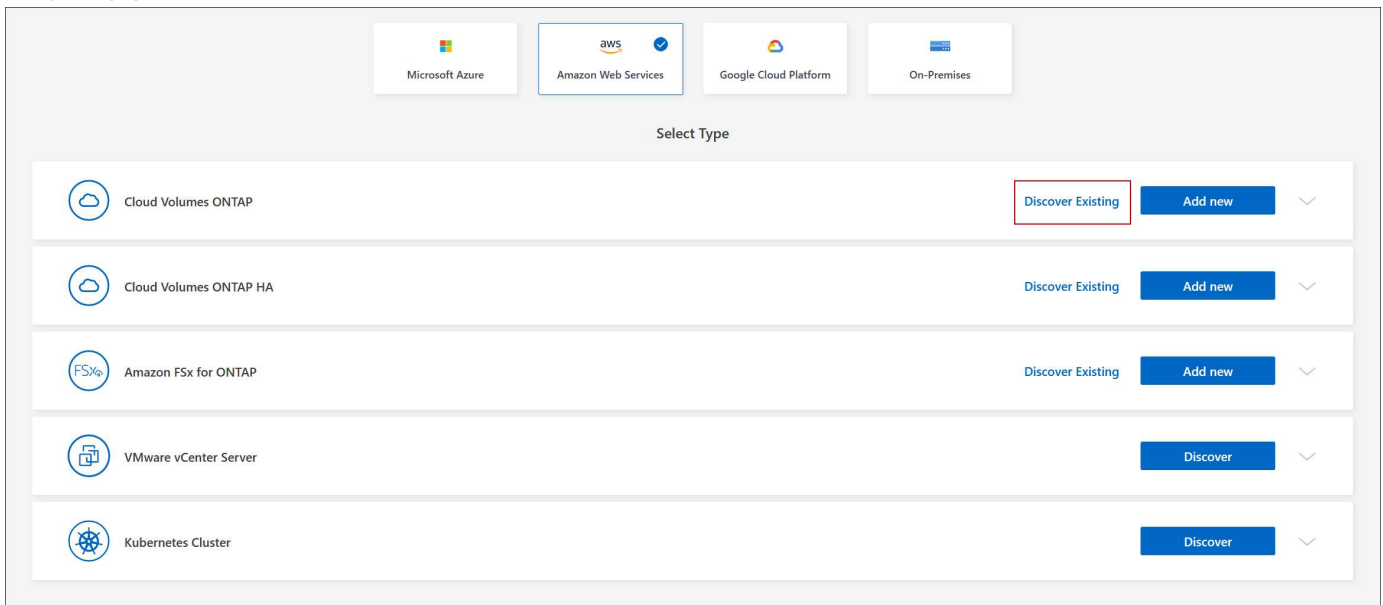 aws
Microsoft Azure
Amazon Web Services
Google Cloud Platform
On-Premises
Select Type
Cloud Volumes ONTAP
Discover Existing
Add new
Cloud Volumes ONTAP HA
Discover Existing
Add new
FSx
Amazon FSx for ONTAP
Discover Existing
Add new
VMware vCenter Server
Discover
Kubernetes Cluster
Discover